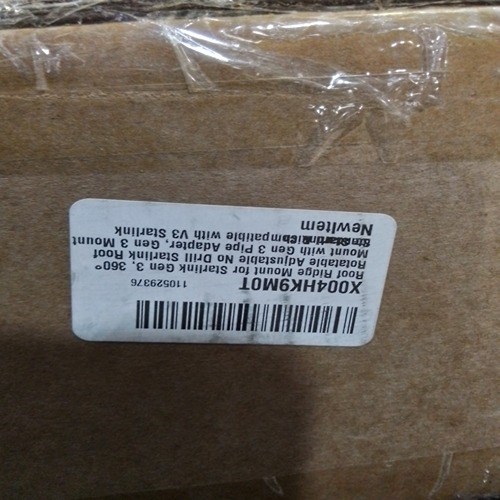 X004HK9M0T
110529376
Roof Ridge Mount for Starlink Gen 3, 360°
Rotatable Adjustable No Drill Starlink Roof
Mount with Gen 3 Pipe Adapter, Gen 3 Mount
Compatible with V3 Starlink
NewItem